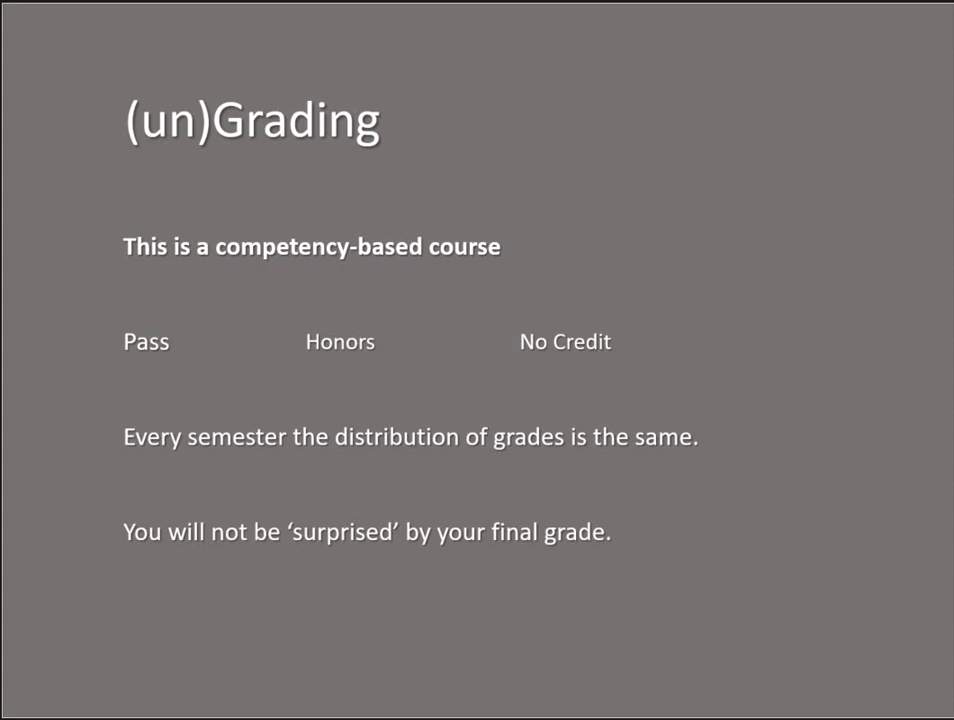 (un)Grading
This is a competency-based course
Pass Honors No Credit
Every semester the distribution of grades is the same.
You will not be ‘surprised’ by your final grade.